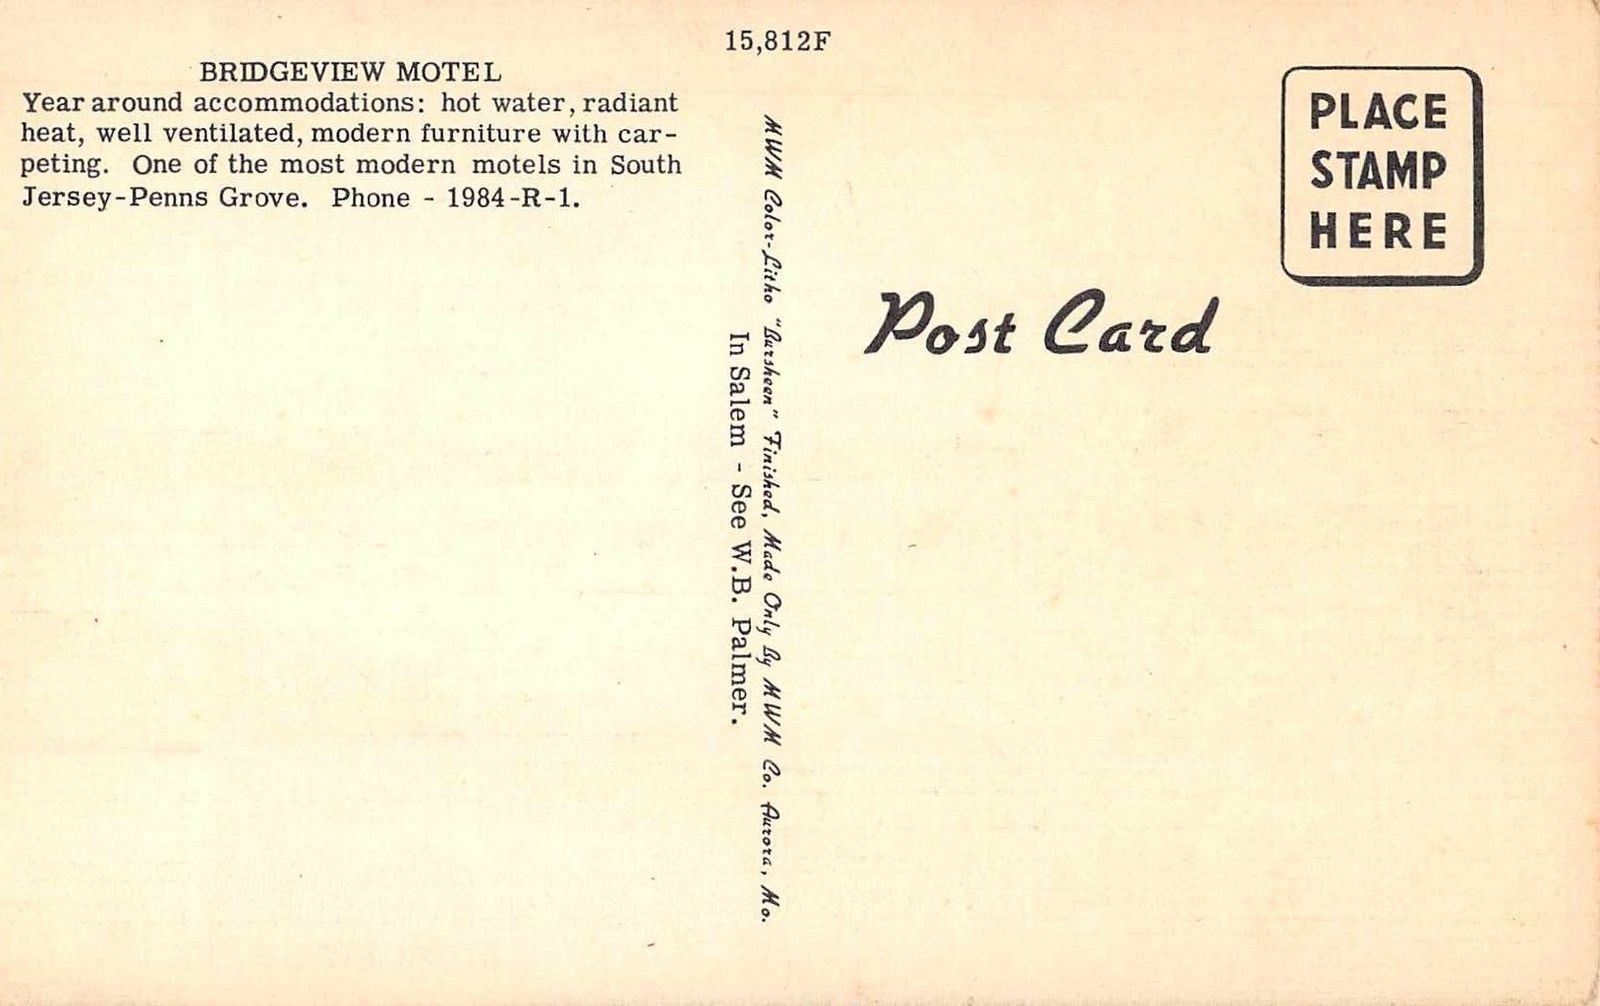 15,812F
BRIDGEVIEW MOTEL
Year around accommodations: hot water, radiant
heat, well ventilated, modern furniture with car-
peting. One of the most modern motels in South
Jersey-Penns Grove. Phone - 1984-R-1.
MWM Color-Litho "Bursheen" Finished, Made Only By MWM Co. Aurora, Mo.
In Salem - See W.B. Palmer.
PLACE
STAMP
HERE
Post Card